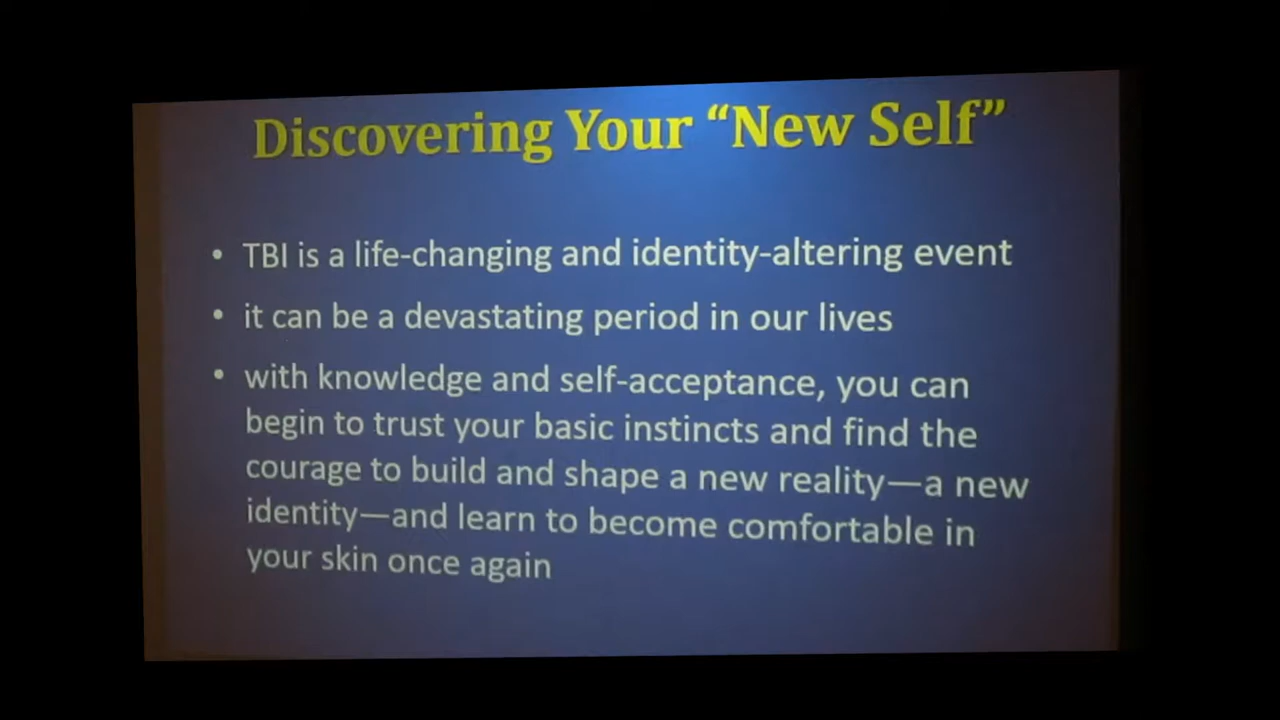 Discovering Your “New Self”
• TBI is a life-changing and identity-altering event
• it can be a devastating period in our lives
• with knowledge and self-acceptance, you can
begin to trust your basic instincts and find the
courage to build and shape a new reality—a new
identity—and learn to become comfortable in
your skin once again